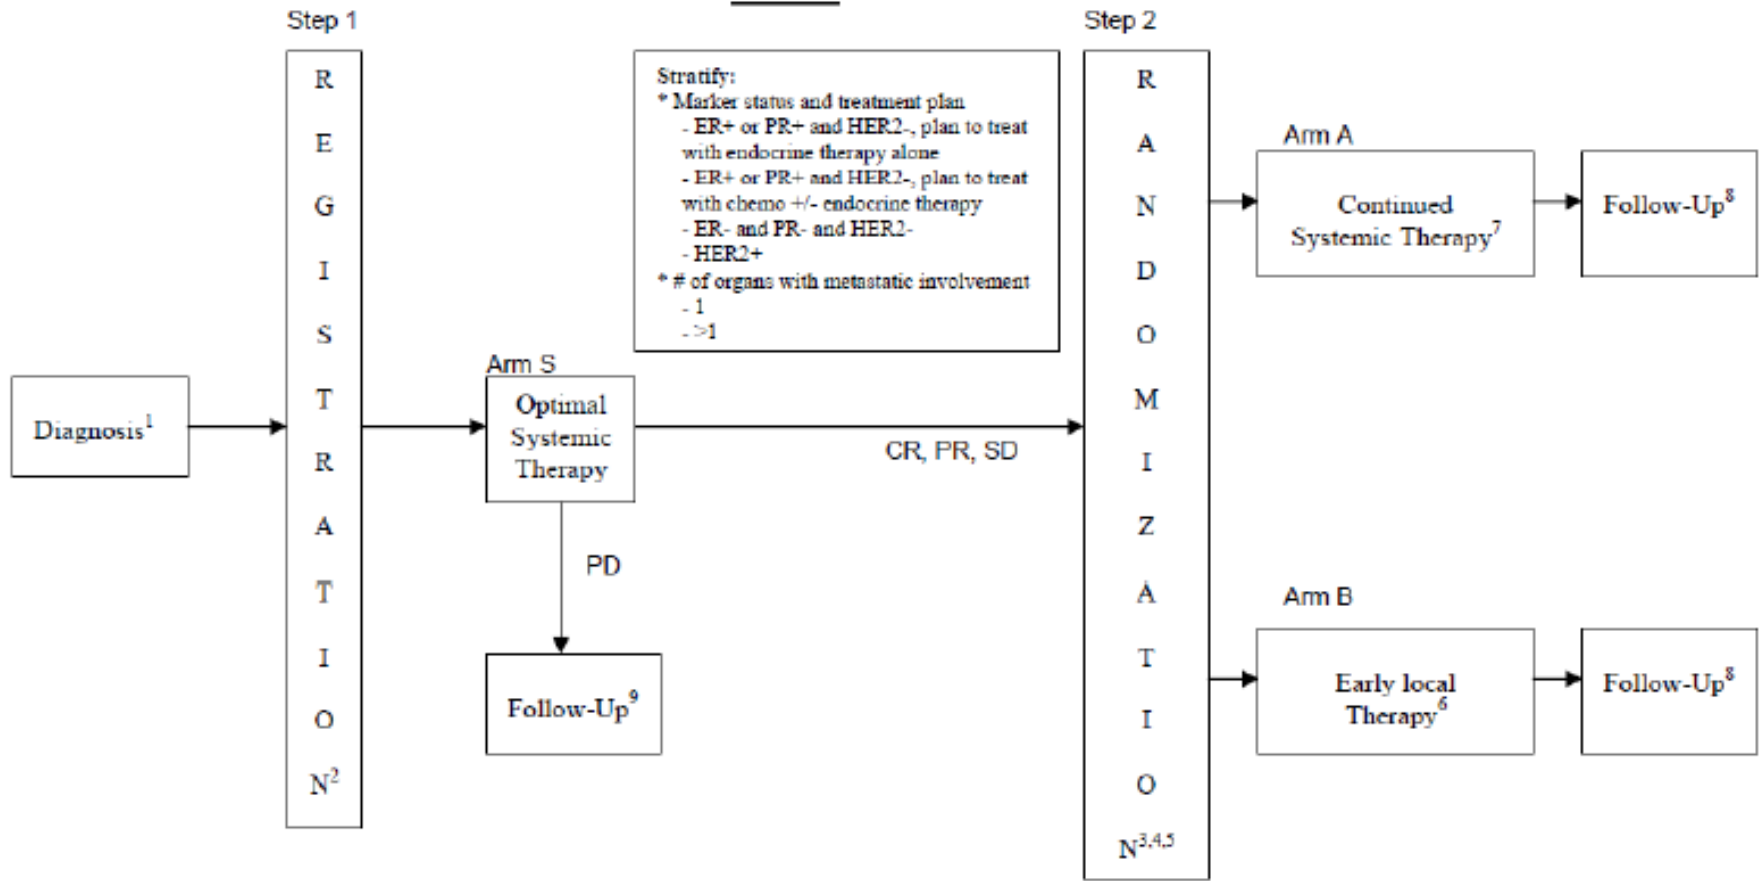 Step 1
Step 2
R
E
G
I
S
T
R
A
T
I
O
N2
Stratify:
* Marker status and treatment plan
- ER+ or PR+ and HER2-, plan to treat
with endocrine therapy alone
- ER+ or PR+ and HER2-, plan to treat
with chemo +/- endocrine therapy
- ER- and PR- and HER2-
- HER2+
* # of organs with metastatic involvement
- 1
- >1
Diagnosis1
Arm S
Optimal
Systemic
Therapy
CR, PR, SD
PD
Follow-Up9
R
A
N
D
O
M
I
Z
A
T
I
O
N3,4,5
Arm A
Continued
Systemic Therapy7
Follow-Up8
Arm B
Early local
Therapy6
Follow-Up8